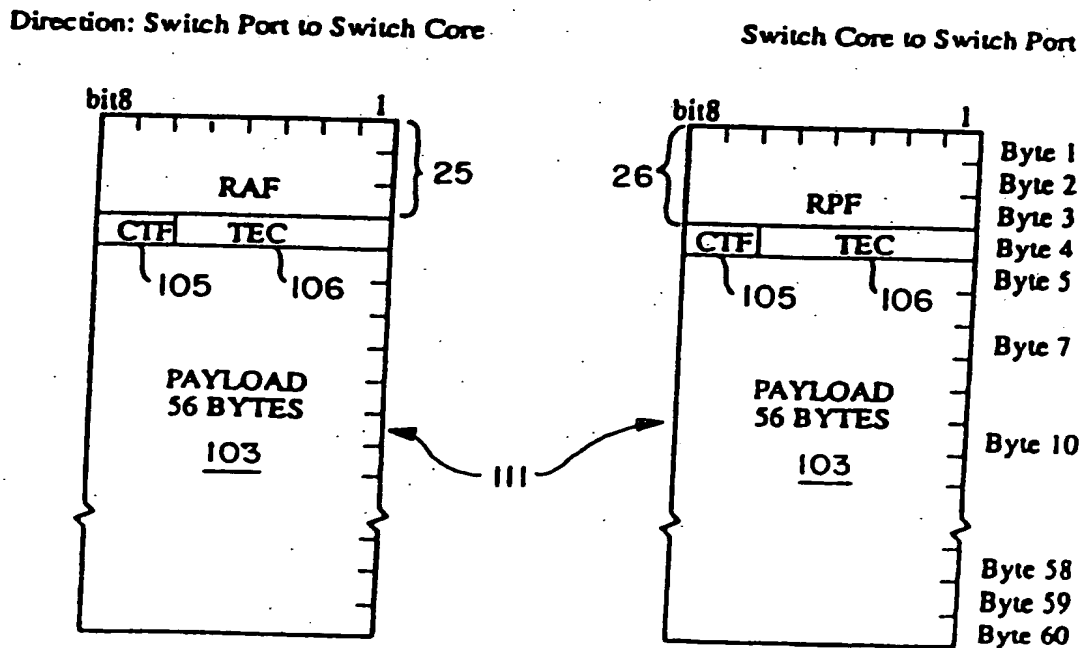 Direction: Switch Port to Switch Core
Switch Core to Switch Port
bit8 1
RAF
25
CTF TEC
105 106
PAYLOAD
56 BYTES
103
111
bit8 1
26
RPF
CTF TEC
105 106
PAYLOAD
56 BYTES
103
Byte 1
Byte 2
Byte 3
Byte 4
Byte 5
Byte 7
Byte 10
Byte 58
Byte 59
Byte 60